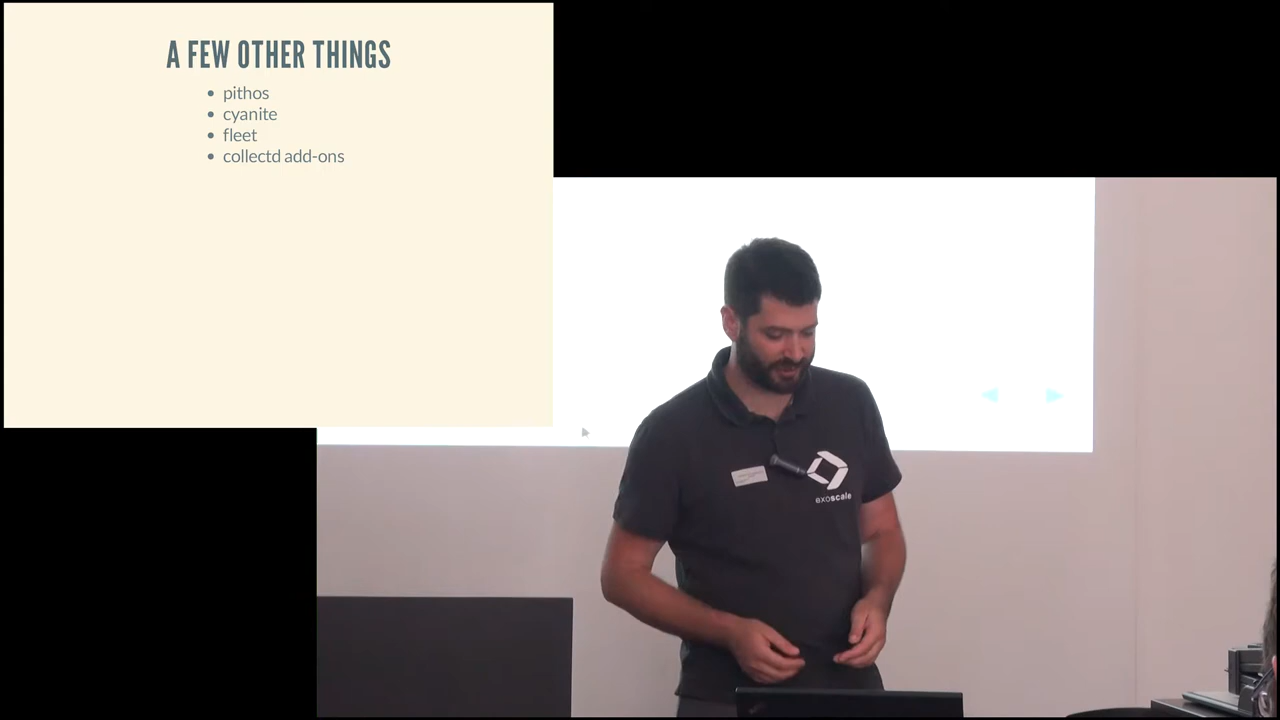 A FEW OTHER THINGS
pithos
cyanite
fleet
collectd add-ons
exoscale